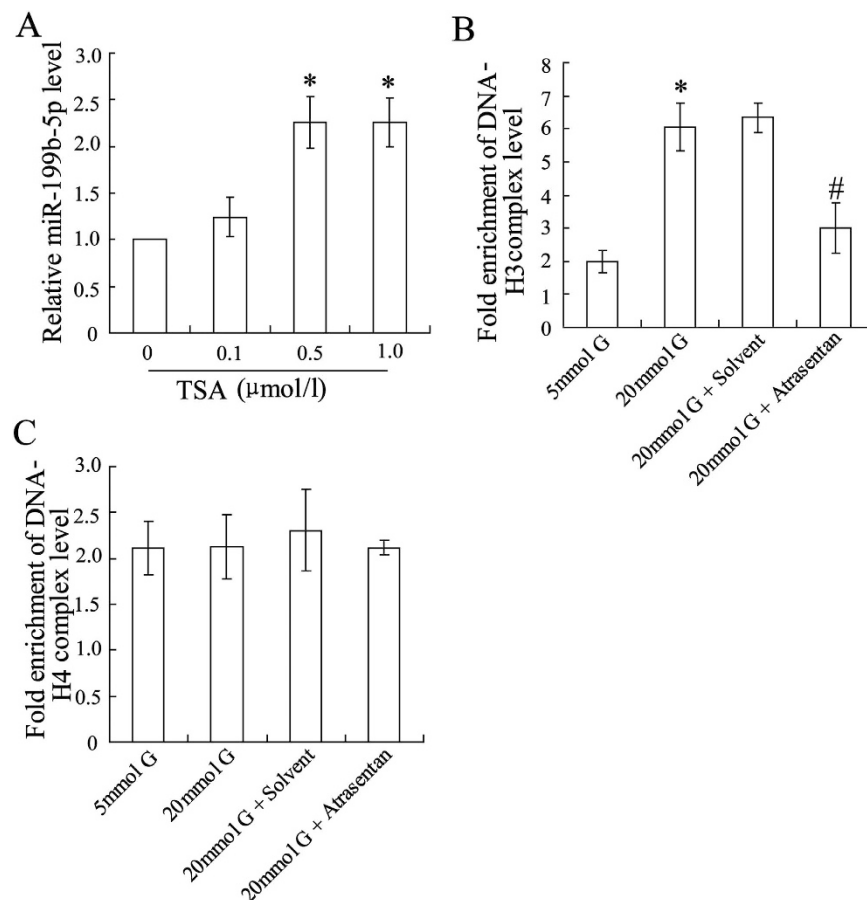 A
Relative miR-199b-5p level
3.0
2.5
2.0
1.5
1.0
0.5
0
*
*
0 0.1 0.5 1.0
TSA (μmol/l)
B
Fold enrichment of DNA-
H3complex level
8
7
6
5
4
3
2
1
0
*
#
5mmol G
20mmol G
20mmol G + Solvent
20mmol G + Atrasentan
C
Fold enrichment of DNA-
H4 complex level
3.0
2.5
2.0
1.5
1.0
0.5
0
5mmol G
20mmol G
20mmol G + Solvent
20mmol G + Atrasentan